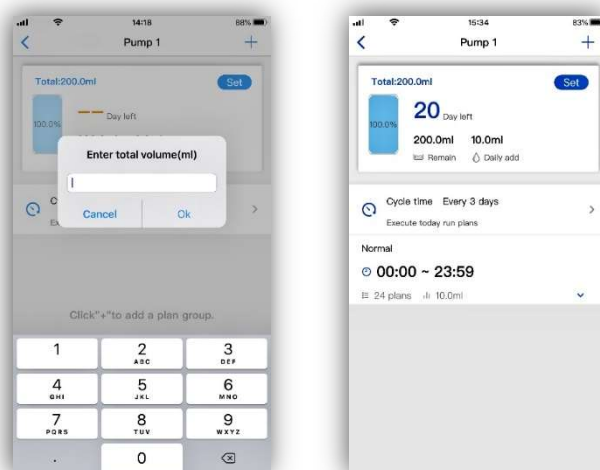 14:18
88%
Pump 1
Total:200.0ml
Set
100.0%
Day left
Enter total volume(ml)
Cancel
Ok
Click"+"to add a plan group.
1
2
ABC
3
DEF
4
GHI
5
JKL
6
MNO
7
PQRS
8
TUV
9
WXYZ
.
0
15:34
83%
Pump 1
Total:200.0ml
Set
100.0%
20 Day left
200.0ml 10.0ml
Remain Daily add
Cycle time Every 3 days
Execute today run plans
Normal
00:00 ~ 23:59
24 plans 10.0ml